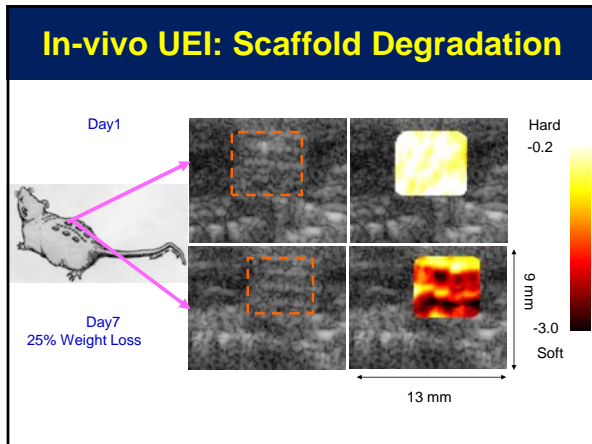 In-vivo UEI: Scaffold Degradation
Day1
Hard
-0.2
9 mm
Day7
25% Weight Loss
-3.0
Soft
13 mm